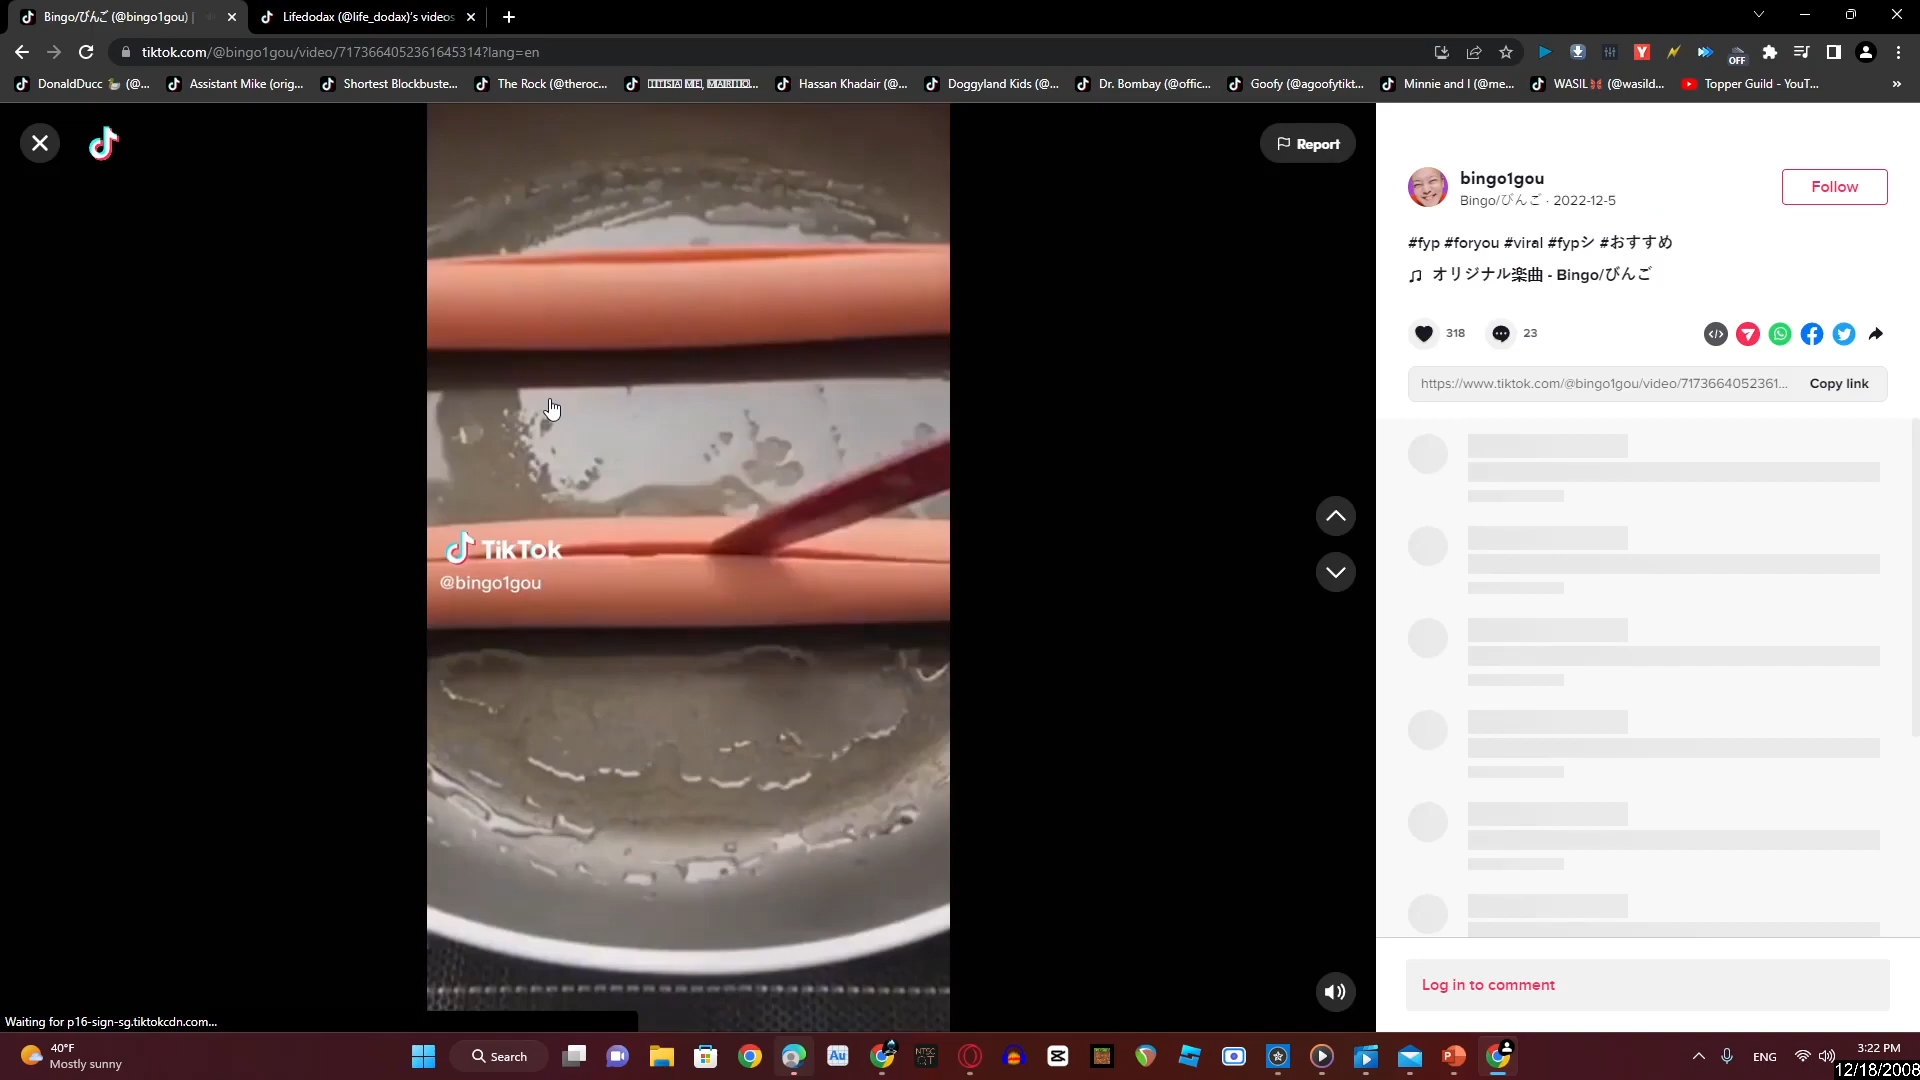 Bingo/びんご (@bingo1gou) |
Lifedodax (@life_dodax)'s videos
tiktok.com/@bingo1gou/video/7173664052361645314?lang=en
OFF
DonaldDucc 🦆 (@...
Assistant Mike (orig...
Shortest Blockbuste...
The Rock (@theroc...
Hassan Khadair (@...
Doggyland Kids (@...
Dr. Bombay (@offic...
Goofy (@agoofytikt...
Minnie and I (@me...
WASIL (@wasild...
Topper Guild - YouT...
»
Report
bingo1gou
Bingo/びんご · 2022-12-5
Follow
#fyp #foryou #viral #fypシ #おすすめ
オリジナル楽曲 - Bingo/びんご
318
23
https://www.tiktok.com/@bingo1gou/video/7173664052361...
Copy link
TikTok
@bingo1gou
Log in to comment
Waiting for p16-sign-sg.tiktokcdn.com...
40°F
Mostly sunny
Search
Au
NTSC
ENG
3:22 PM
12/18/2008